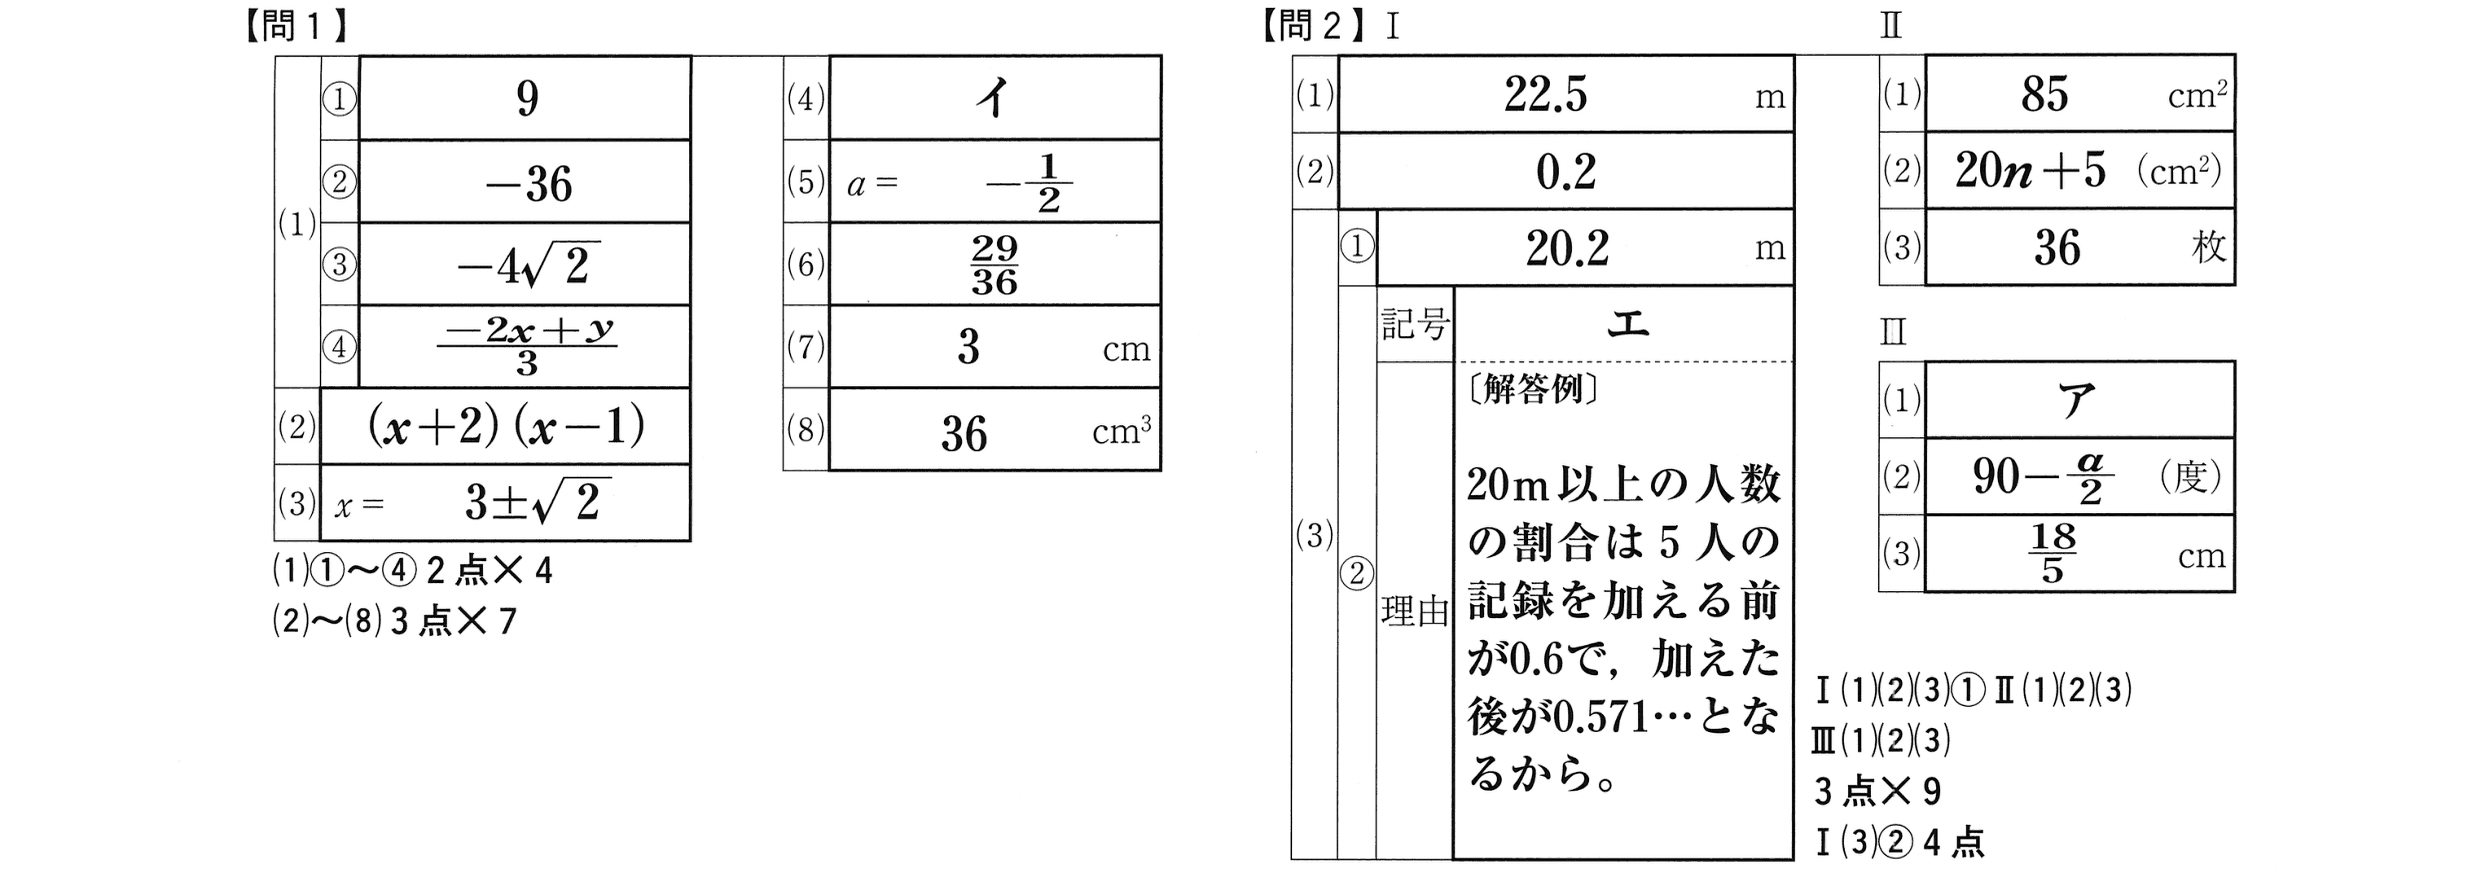 【問1】
(1)
① 9
② −36
③ −4√2
④ (−2x+y)/3
(2) (x+2)(x−1)
(3) x= 3±√2
(4) イ
(5) a= −1/2
(6) 29/36
(7) 3 cm
(8) 36 cm³
(1)①〜④2点×4
(2)〜(8)3点×7
【問2】Ⅰ
(1) 22.5 m
(2) 0.2
(3)
① 20.2 m
②
記号 エ
理由
〔解答例〕
20m以上の人数
の割合は5人の
記録を加える前
が0.6で，加えた
後が0.571…とな
るから。
Ⅱ
(1) 85 cm²
(2) 20n+5 (cm²)
(3) 36 枚
Ⅲ
(1) ア
(2) 90−a/2 (度)
(3) 18/5 cm
Ⅰ(1)(2)(3)①Ⅱ(1)(2)(3)
Ⅲ(1)(2)(3)
3点×9
Ⅰ(3)②4点